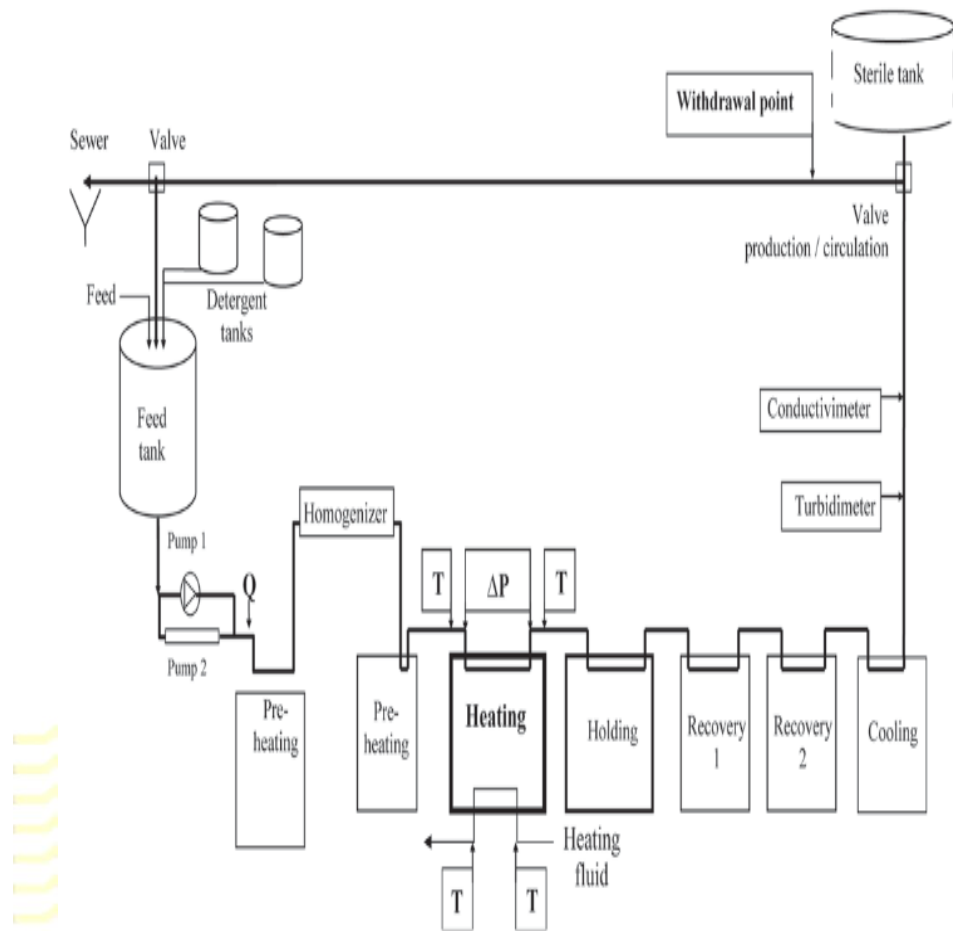 Sterile tank
Withdrawal point
Sewer
Valve
Valve
production / circulation
Feed
Detergent
tanks
Feed
tank
Conductivimeter
Turbidimeter
Homogenizer
Pump 1
Q
Pump 2
T
ΔP
T
Pre-
heating
Pre-
heating
Heating
Holding
Recovery
1
Recovery
2
Cooling
Heating
fluid
T
T